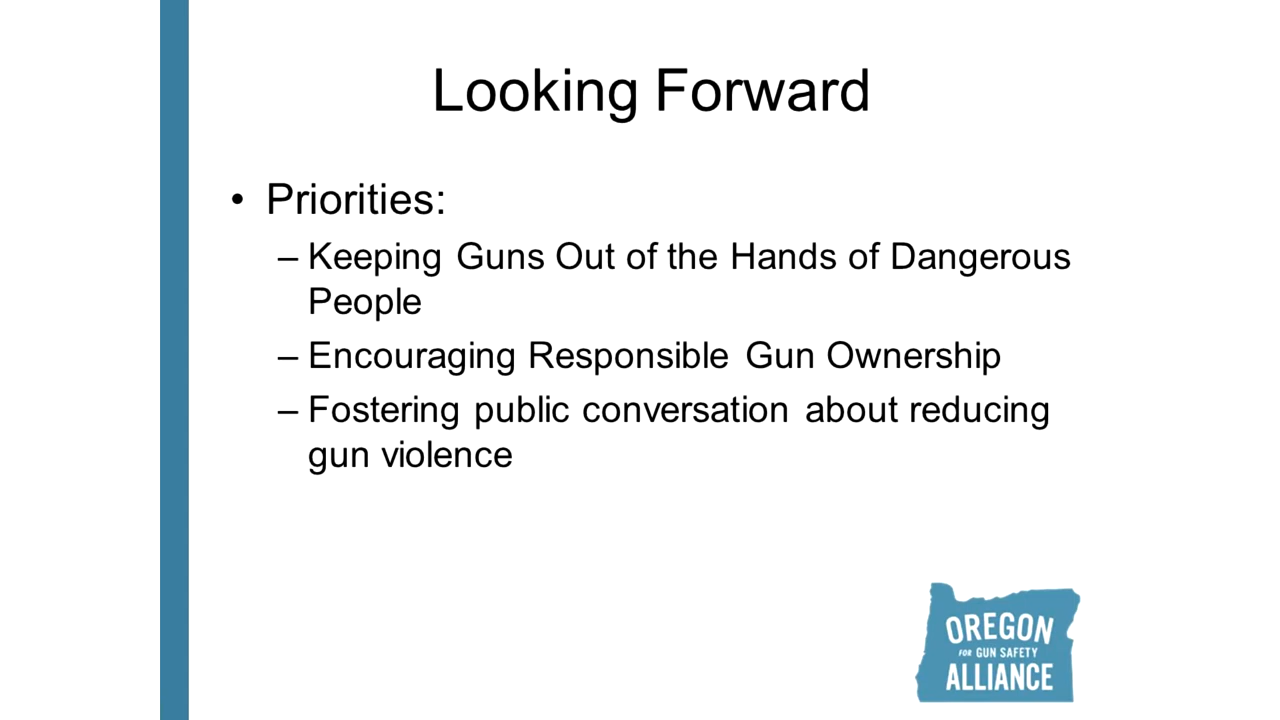 Looking Forward
• Priorities:
– Keeping Guns Out of the Hands of Dangerous
People
– Encouraging Responsible Gun Ownership
– Fostering public conversation about reducing
gun violence
OREGON
FOR GUN SAFETY
ALLIANCE